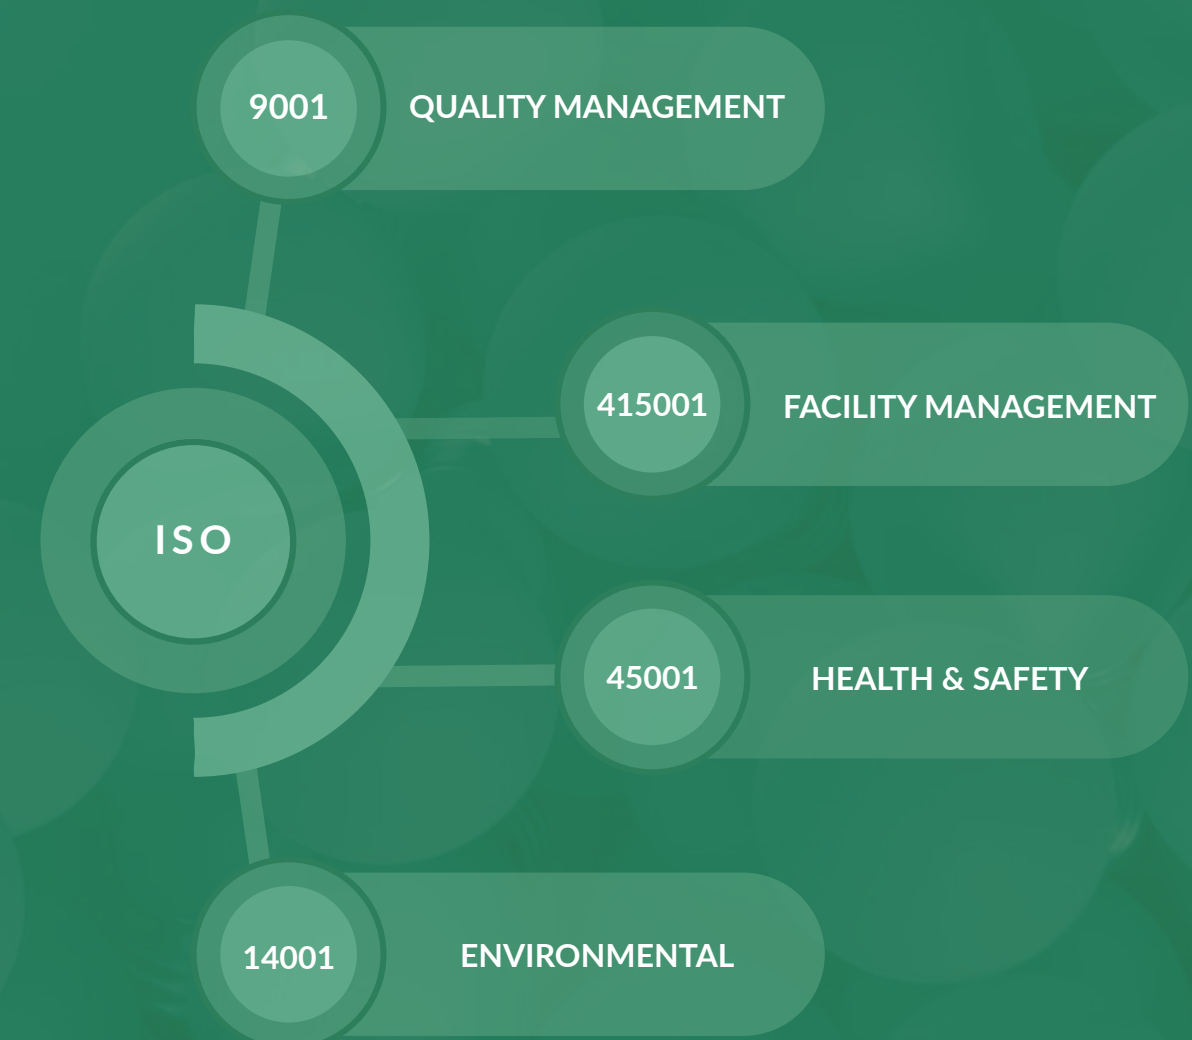 9001
QUALITY MANAGEMENT
415001
FACILITY MANAGEMENT
ISO
45001
HEALTH & SAFETY
14001
ENVIRONMENTAL